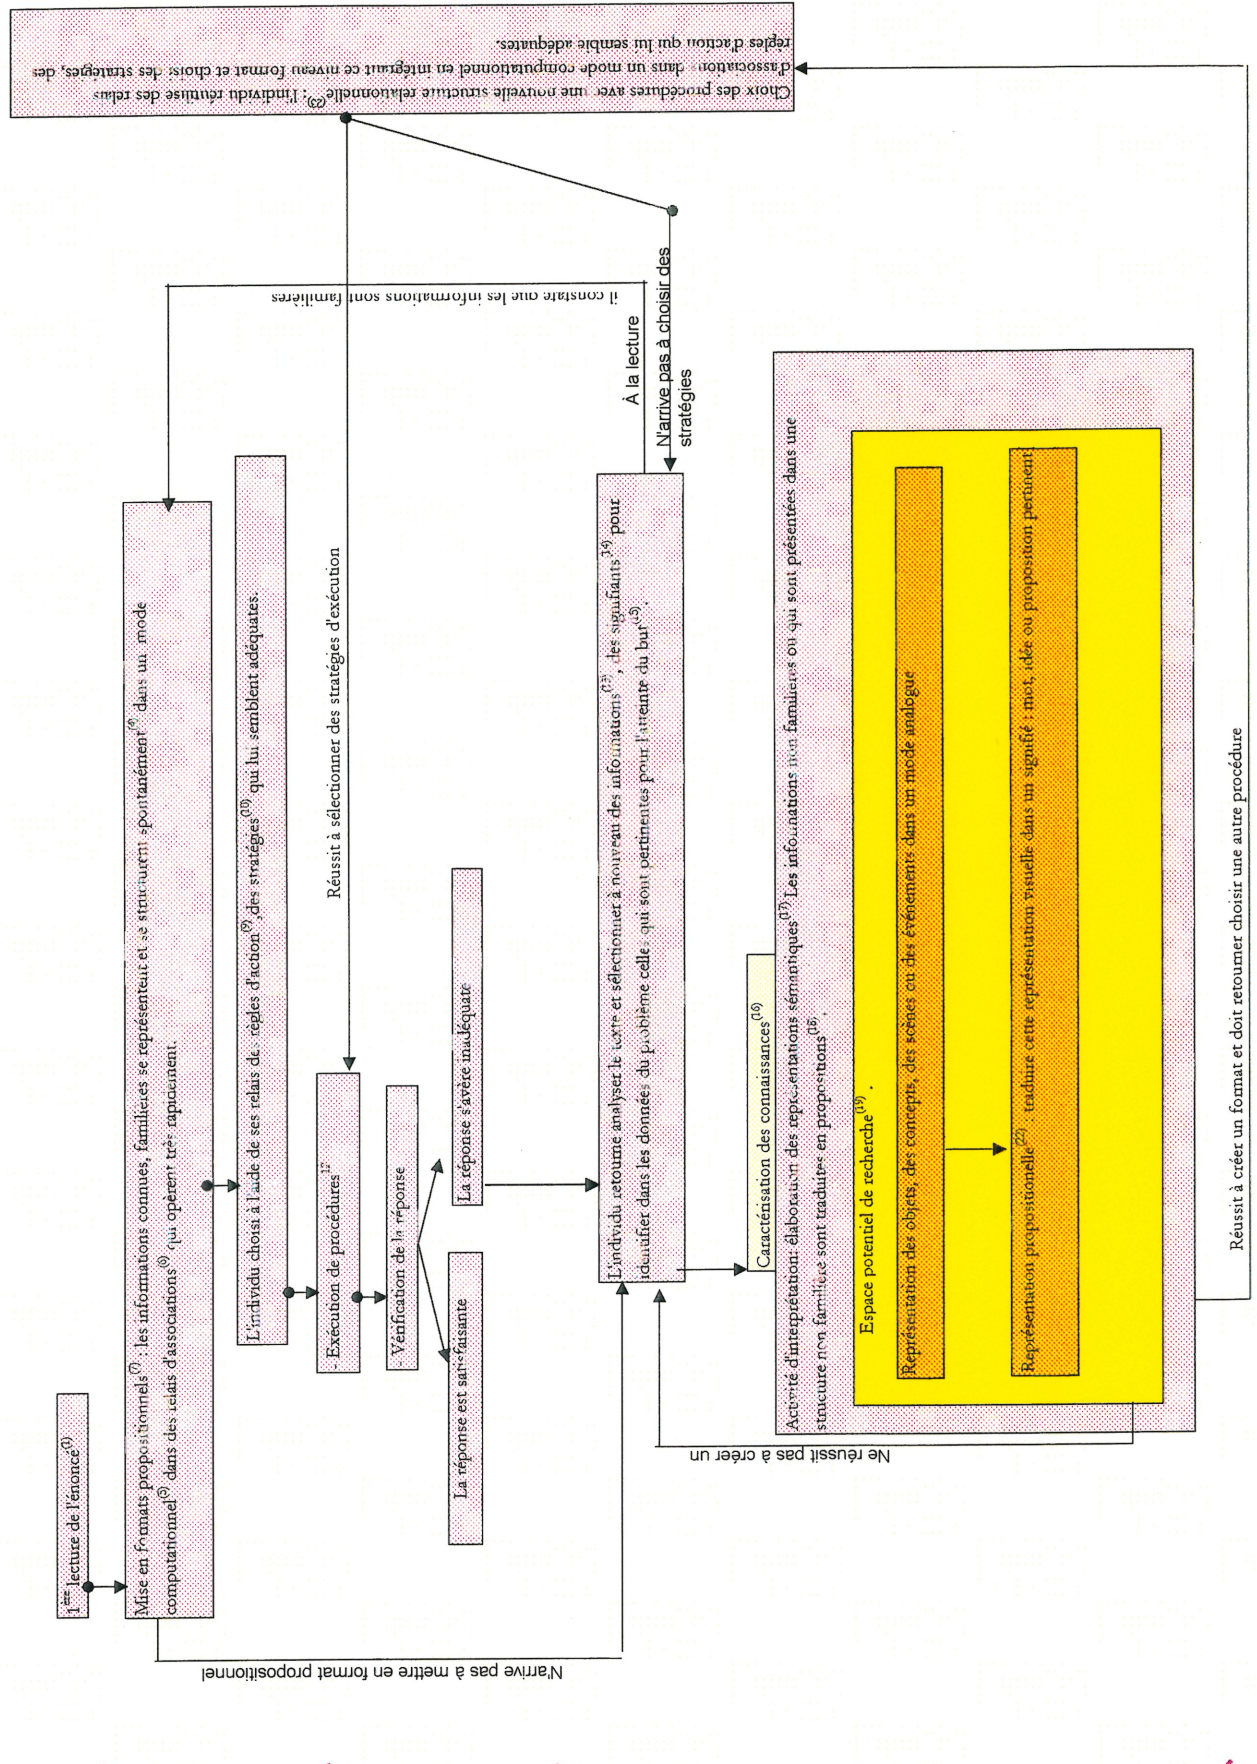 1ère lecture de l'énoncé(1)
Mise en formats propositionnels(7) : les informations connues, familières se représentent et se structurent spontanément(4) dans un mode
computationnel(5) dans des relais d'associations(6) qui opèrent très rapidement.
N'arrive pas à mettre en format propositionnel
L'individu choisi à l'aide de ses relais des règles d'action(9), des stratégies(10) qui lui semblent adéquates.
- Exécution de procédures12
- Vérification de la réponse
La réponse est satisfaisante
La réponse s'avère inadéquate
Réussit à sélectionner des stratégies d'exécution
il constate que les informations sont familières
À la lecture
N'arrive pas à choisir des
stratégies
L'individu retourne analyser le texte et sélectionner à nouveau des informations(13), des signifiants(14) pour
identifier dans les données du problème celles qui sont pertinentes pour l'atteinte du but(15).
Caractérisation des connaissances(16)
Activité d'interprétation: élaboration des représentations sémantiques(17) Les informations non familières ou qui sont présentées dans une
structure non familière sont traduites en propositions(18).
Espace potentiel de recherche(19) .
Représentation des objets, des concepts, des scènes ou des événements dans un mode analogue
Représentation propositionelle(22) traduire cette représentation visuelle dans un signifié : mot, idée ou proposition pertinent
Ne réussit pas à créer un
Réussit à créer un format et doit retourner choisir une autre procédure
Choix des procédures avec une nouvelle structure relationnelle(23): l'individu réutilise des relais
d'associations dans un mode computationnel en intégrant ce niveau format et choisi des stratégies, des
règles d'action qui lui semble adéquates.